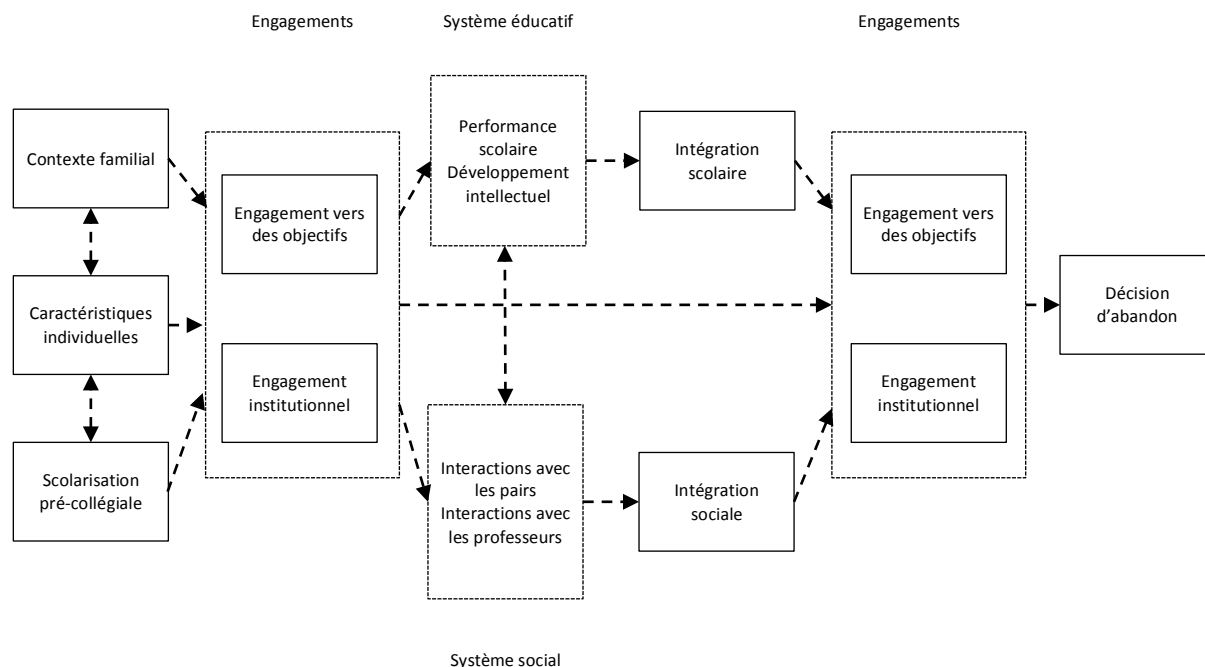 Engagements
Système éducatif
Engagements
Contexte familial
Caractéristiques
individuelles
Scolarisation
pré-collégiale
Engagement vers
des objectifs
Engagement
institutionnel
Performance
scolaire
Développement
intellectuel
Interactions avec
les pairs
Interactions avec
les professeurs
Intégration
scolaire
Intégration
sociale
Engagement vers
des objectifs
Engagement
institutionnel
Décision
d’abandon
Système social